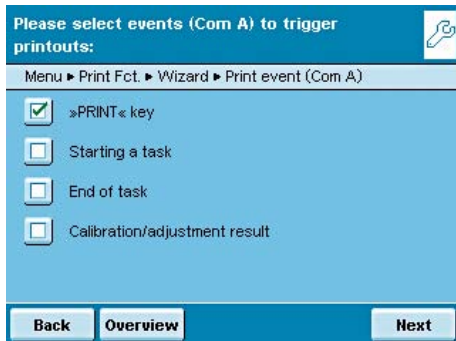 Please select events (Com A) to trigger
printouts:
Menu ▸ Print Fct. ▸ Wizard ▸ Print event (Com A)
»PRINT« key
Starting a task
End of task
Calibration/adjustment result
Back Overview Next